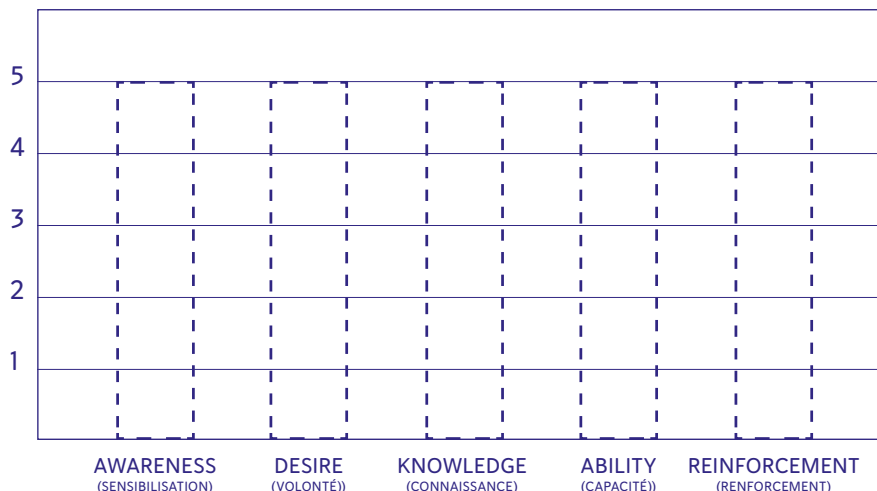 5
4
3
2
1
AWARENESS DESIRE KNOWLEDGE ABILITY REINFORCEMENT
(SENSIBILISATION) (VOLONTÉ)) (CONNAISSANCE) (CAPACITÉ)) (RENFORCEMENT)